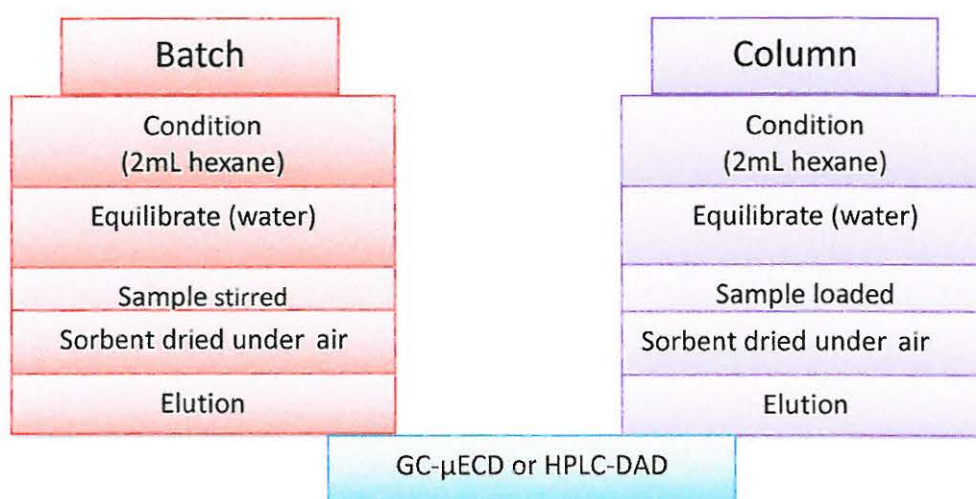 Batch
Condition
(2mL hexane)
Equilibrate (water)
Sample stirred
Sorbent dried under air
Elution
Column
Condition
(2mL hexane)
Equilibrate (water)
Sample loaded
Sorbent dried under air
Elution
GC-μECD or HPLC-DAD